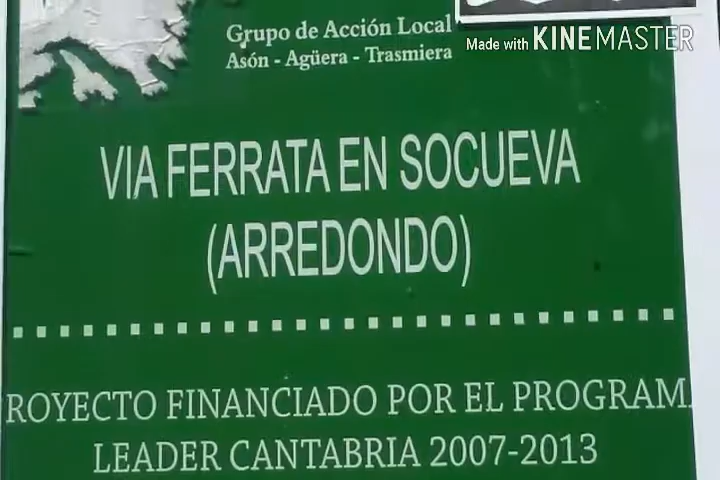 Grupo de Acción Local
Asón - Agüera - Trasmiera
Made with KINEMASTER
VIA FERRATA EN SOCUEVA
(ARREDONDO)
ROYECTO FINANCIADO POR EL PROGRAM
LEADER CANTABRIA 2007-2013